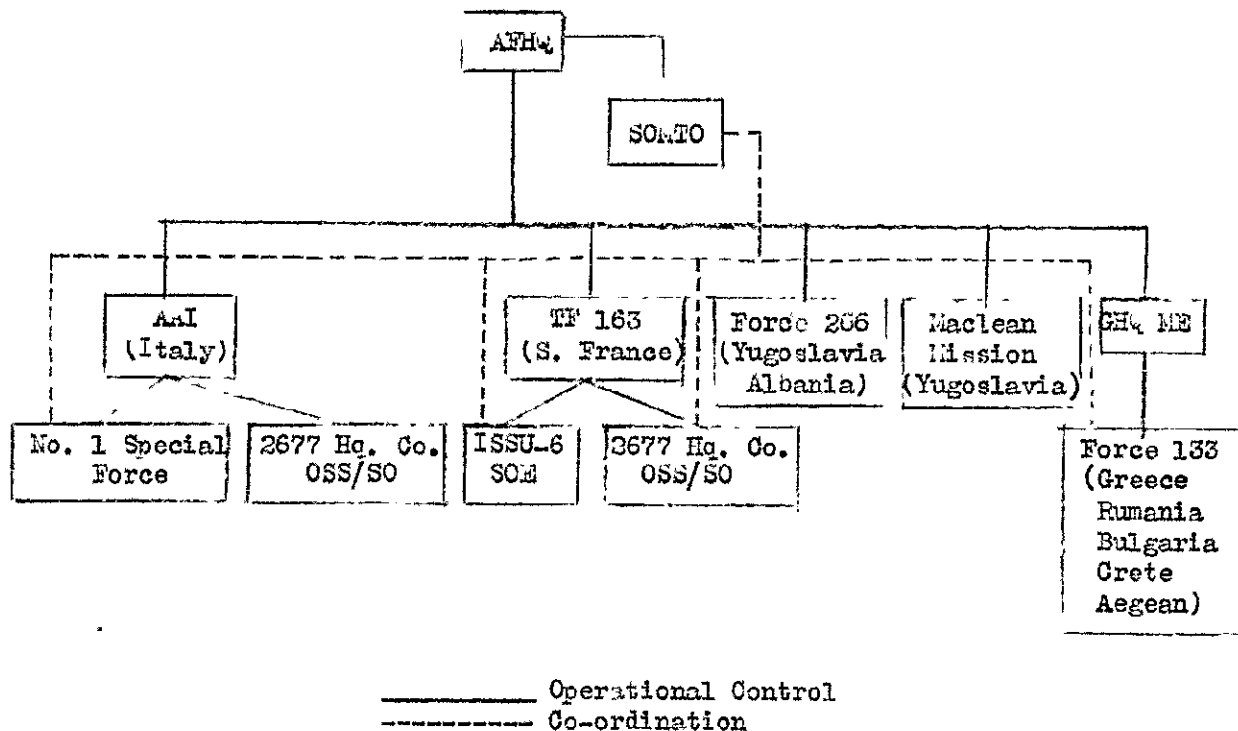 AFHQ
SOMTO
AAI
(Italy)
TF 163
(S. France)
Force 266
(Yugoslavia
Albania)
Maclean
Mission
(Yugoslavia)
GHQ ME
No. 1 Special
Force
2677 Hq. Co.
OSS/SO
ISSU-6
SOE
2677 Hq. Co.
OSS/SO
Force 133
(Greece
Rumania
Bulgaria
Crete
Aegean)
Operational Control
Co-ordination